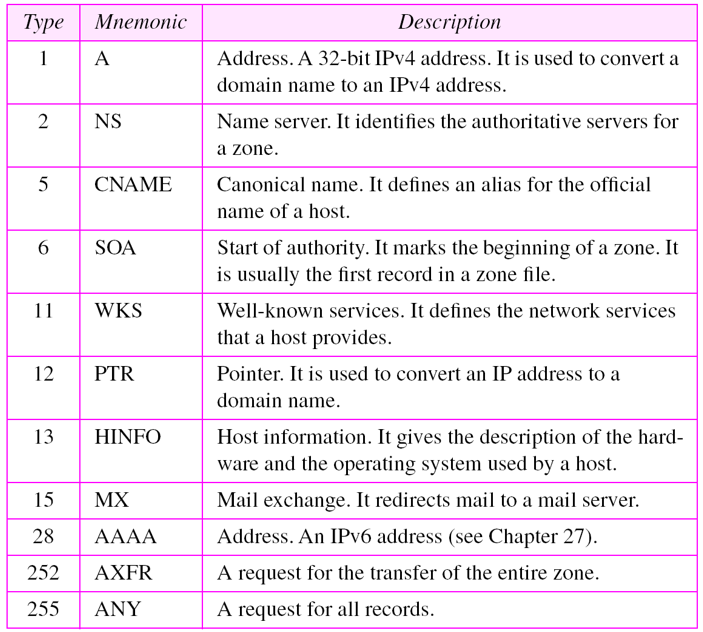 Type Mnemonic Description
1 A Address. A 32-bit IPv4 address. It is used to convert a
domain name to an IPv4 address.
2 NS Name server. It identifies the authoritative servers for
a zone.
5 CNAME Canonical name. It defines an alias for the official
name of a host.
6 SOA Start of authority. It marks the beginning of a zone. It
is usually the first record in a zone file.
11 WKS Well-known services. It defines the network services
that a host provides.
12 PTR Pointer. It is used to convert an IP address to a
domain name.
13 HINFO Host information. It gives the description of the hard-
ware and the operating system used by a host.
15 MX Mail exchange. It redirects mail to a mail server.
28 AAAA Address. An IPv6 address (see Chapter 27).
252 AXFR A request for the transfer of the entire zone.
255 ANY A request for all records.